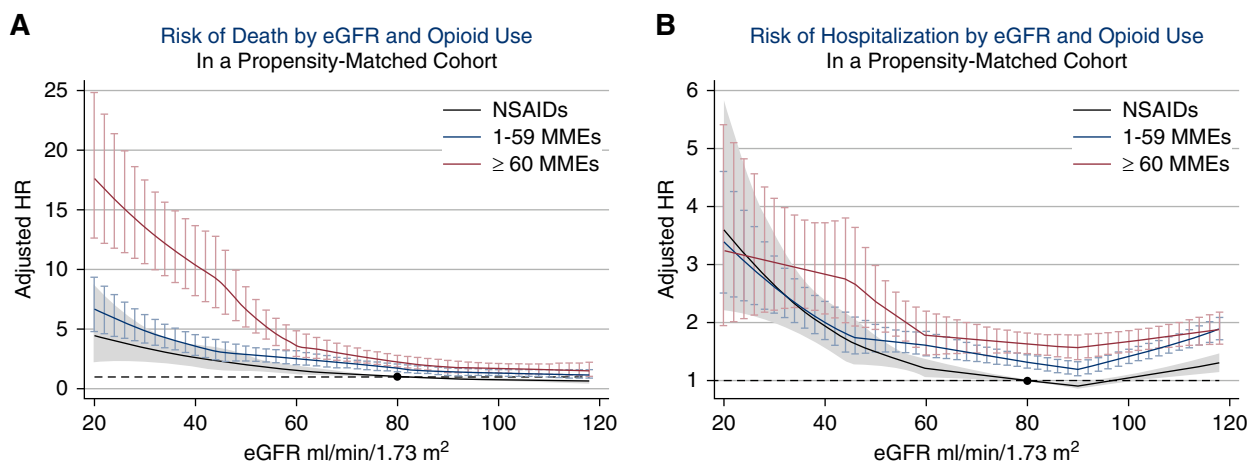 A
Risk of Death by eGFR and Opioid Use
In a Propensity-Matched Cohort
Adjusted HR
25
20
15
10
5
0
NSAIDs
1-59 MMEs
≥ 60 MMEs
20 40 60 80 100 120
eGFR ml/min/1.73 m²
B
Risk of Hospitalization by eGFR and Opioid Use
In a Propensity-Matched Cohort
Adjusted HR
6
5
4
3
2
1
NSAIDs
1-59 MMEs
≥ 60 MMEs
20 40 60 80 100 120
eGFR ml/min/1.73 m²